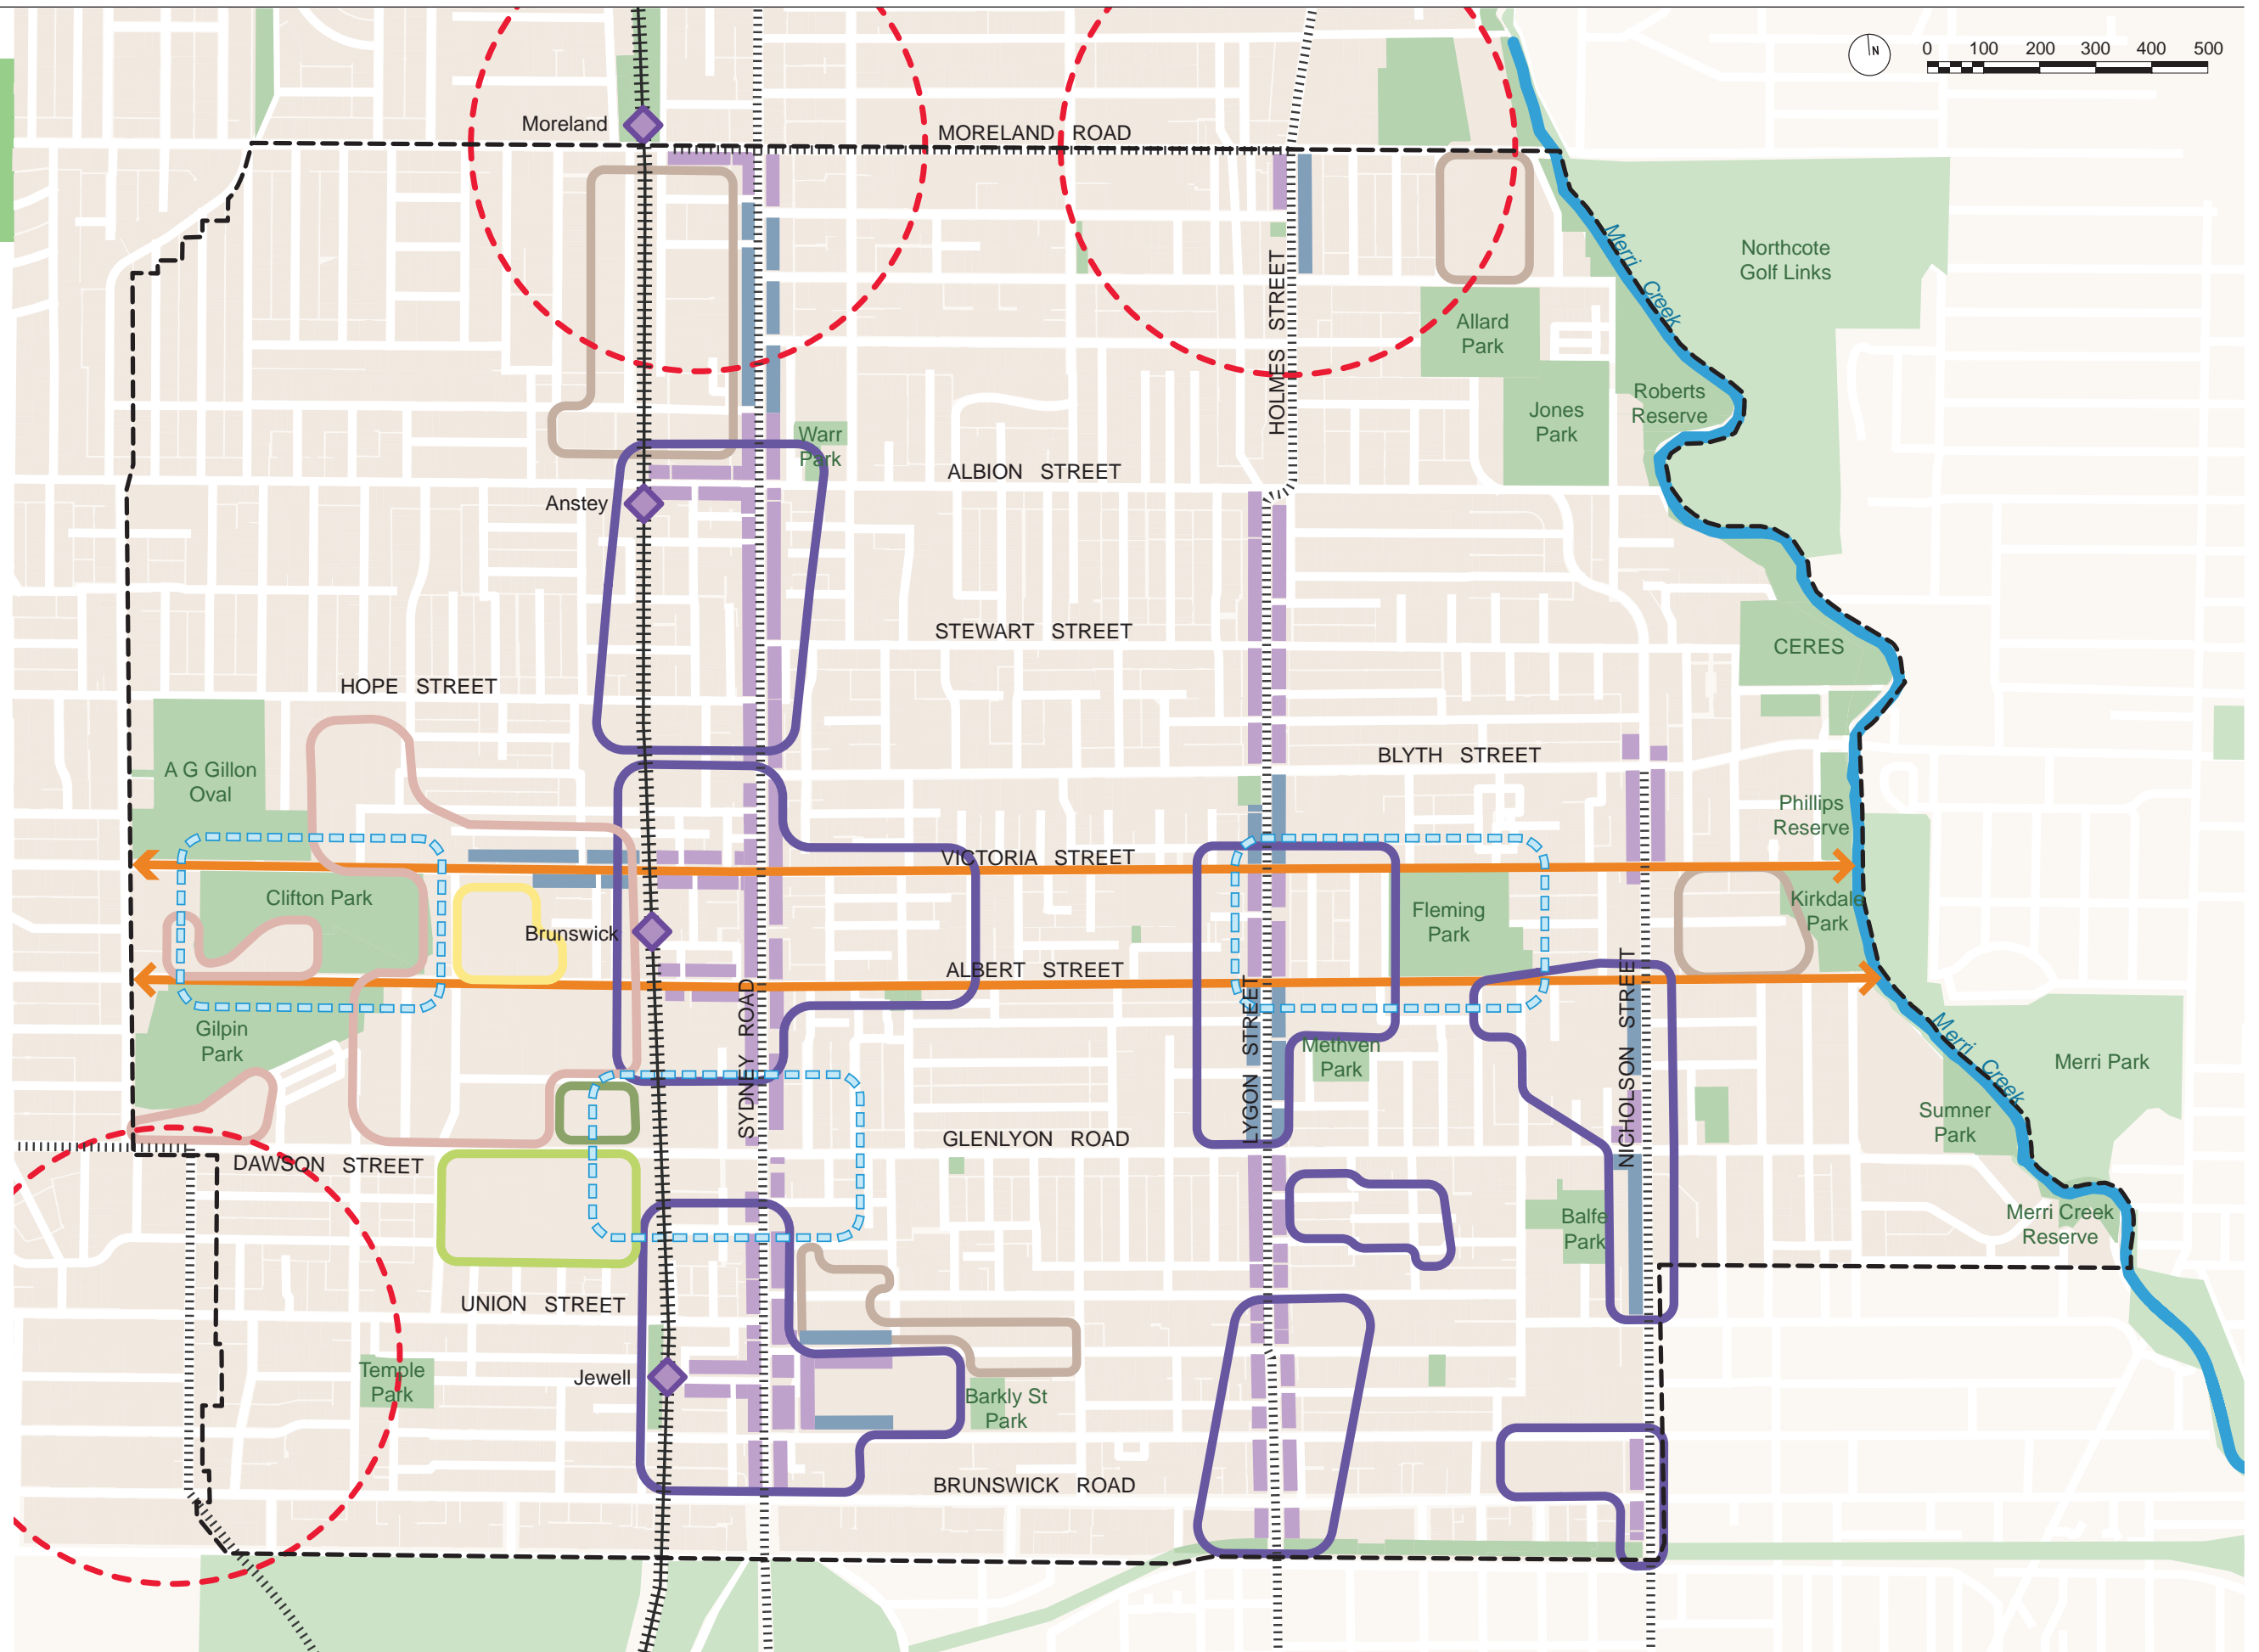 N
0 100 200 300 400 500
Moreland
MORELAND ROAD
Merri Creek
Northcote
Golf Links
HOLMES STREET
Allard
Park
Roberts
Reserve
Jones
Park
Warr
Park
ALBION STREET
Anstey
STEWART STREET
CERES
HOPE STREET
BLYTH STREET
A G Gillon
Oval
Phillips
Reserve
VICTORIA STREET
Clifton Park
Kirkdale
Park
Fleming
Park
Brunswick
ALBERT STREET
SYDNEY ROAD
LYGON STREET
NICHOLSON STREET
Gilpin
Park
Methven
Park
Merri Creek
Merri Park
Sumner
Park
GLENLYON ROAD
DAWSON STREET
Balfe
Park
Merri Creek
Reserve
UNION STREET
Temple
Park
Jewell
Barkly St
Park
BRUNSWICK ROAD